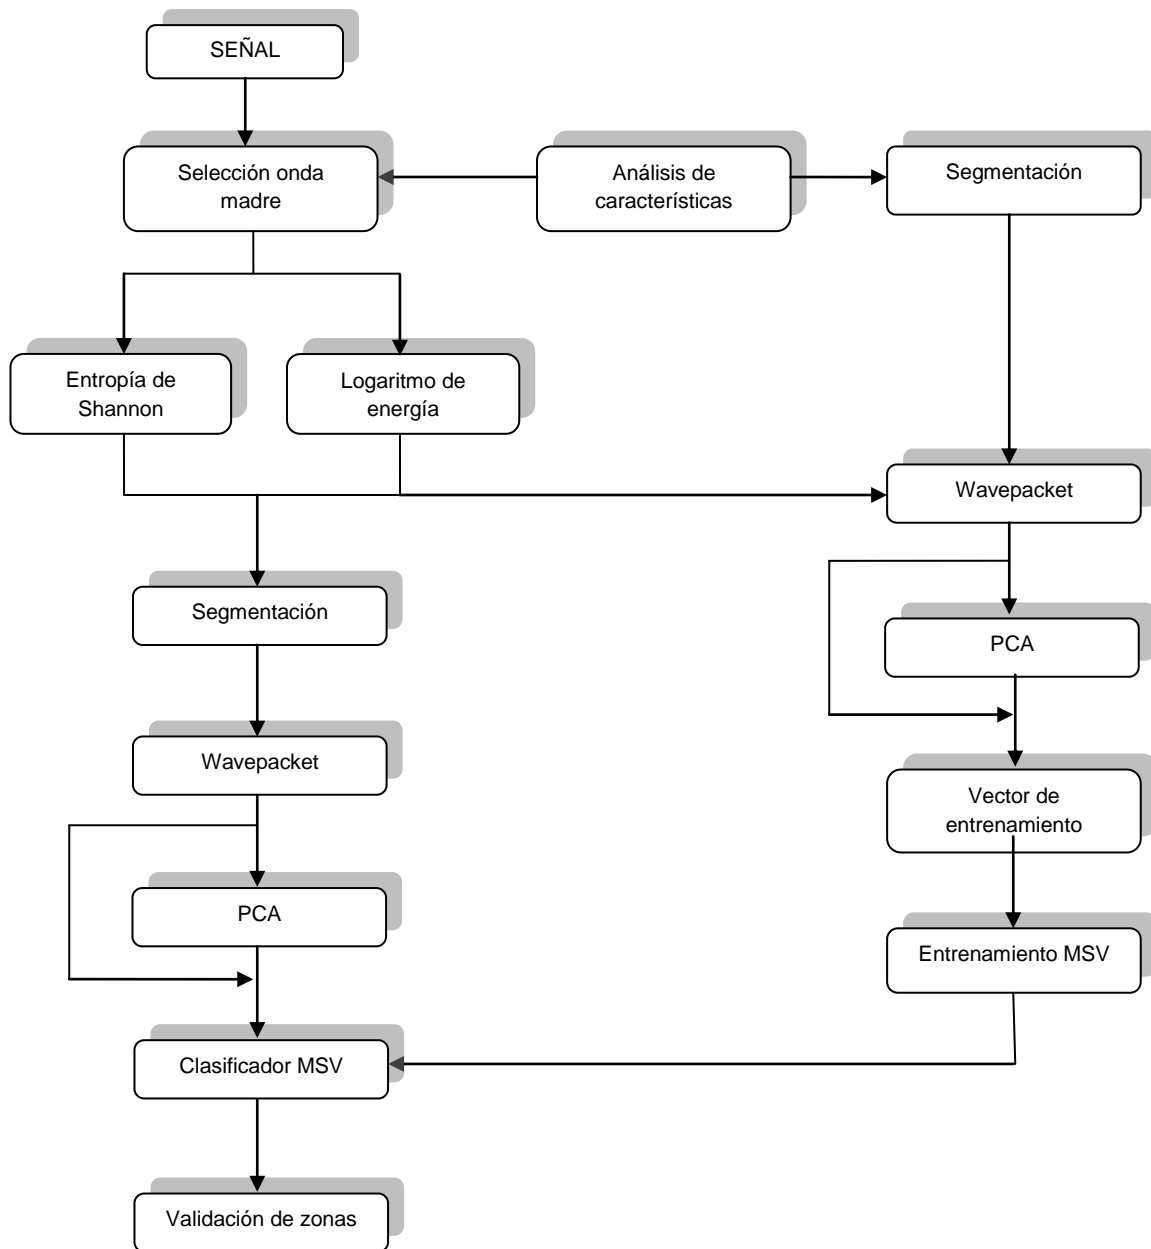 SEÑAL
Selección onda
madre
Análisis de
características
Segmentación
Entropía de
Shannon
Logaritmo de
energía
Wavepacket
Segmentación
PCA
Wavepacket
Vector de
entrenamiento
PCA
Entrenamiento MSV
Clasificador MSV
Validación de zonas